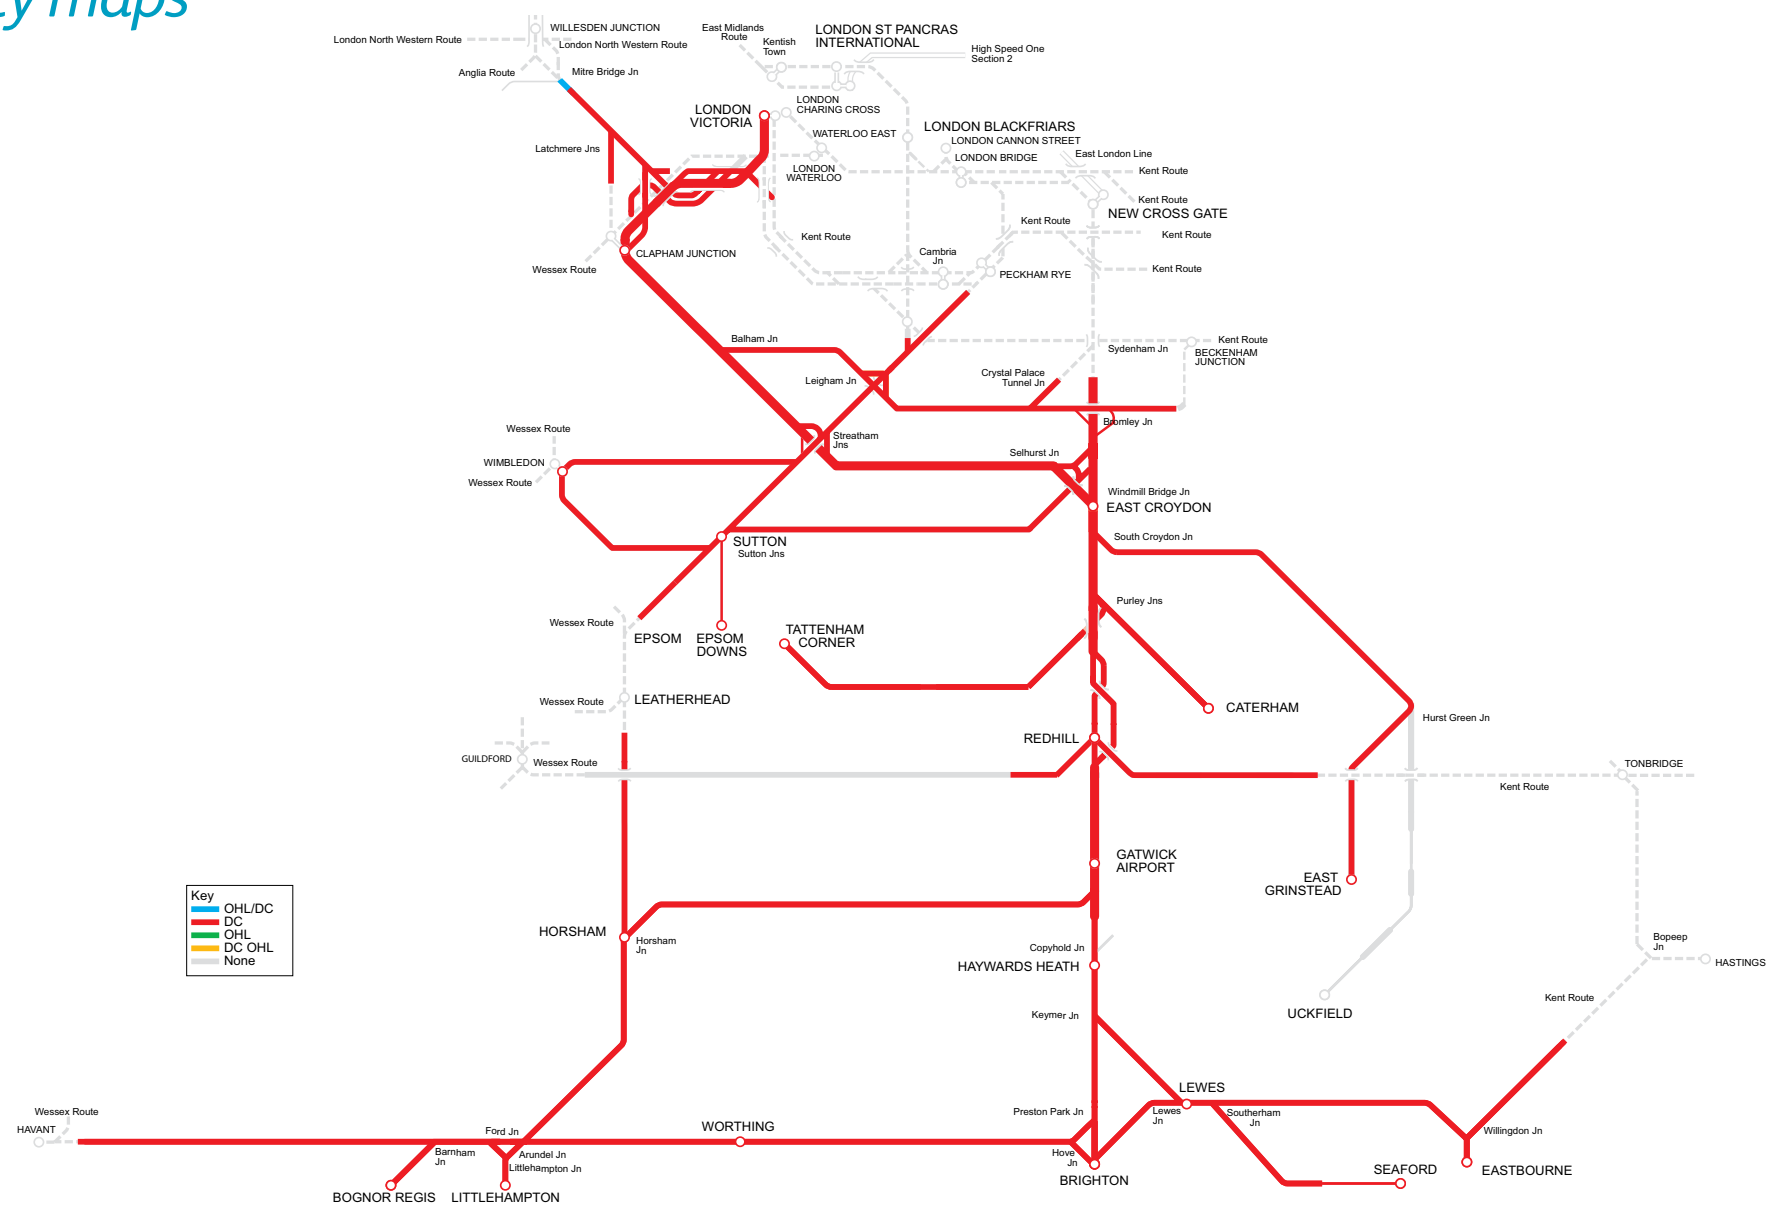 y maps
WILLESDEN JUNCTION
London North Western Route
London North Western Route
Anglia Route
Mitre Bridge Jn
East Midlands
Route
Kentish
Town
LONDON ST PANCRAS
INTERNATIONAL
High Speed One
Section 2
LONDON
VICTORIA
LONDON
CHARING CROSS
WATERLOO EAST
LONDON BLACKFRIARS
LONDON CANNON STREET
LONDON BRIDGE
East London Line
Kent Route
Latchmere Jns
LONDON
WATERLOO
Kent Route
NEW CROSS GATE
Kent Route
Kent Route
Kent Route
CLAPHAM JUNCTION
Wessex Route
Cambria
Jn
PECKHAM RYE
Kent Route
Balham Jn
Sydenham Jn
Kent Route
BECKENHAM
JUNCTION
Leigham Jn
Crystal Palace
Tunnel Jn
Bromley Jn
Wessex Route
Streatham
Jns
WIMBLEDON
Wessex Route
Selhurst Jn
Windmill Bridge Jn
EAST CROYDON
SUTTON
Sutton Jns
South Croydon Jn
Purley Jns
Wessex Route
EPSOM
EPSOM
DOWNS
TATTENHAM
CORNER
Wessex Route
LEATHERHEAD
CATERHAM
Hurst Green Jn
REDHILL
GUILDFORD
Wessex Route
TONBRIDGE
Kent Route
GATWICK
AIRPORT
EAST
GRINSTEAD
Key
OHL/DC
DC
OHL
DC OHL
None
HORSHAM
Horsham
Jn
Copyhold Jn
HAYWARDS HEATH
Bopeep
Jn
HASTINGS
Kent Route
UCKFIELD
Keymer Jn
LEWES
Lewes
Jn
Southerham
Jn
Preston Park Jn
Wessex Route
HAVANT
Ford Jn
WORTHING
Willingdon Jn
Barnham
Jn
Arundel Jn
Littlehampton Jn
Hove
Jn
BRIGHTON
SEAFORD
EASTBOURNE
BOGNOR REGIS
LITTLEHAMPTON